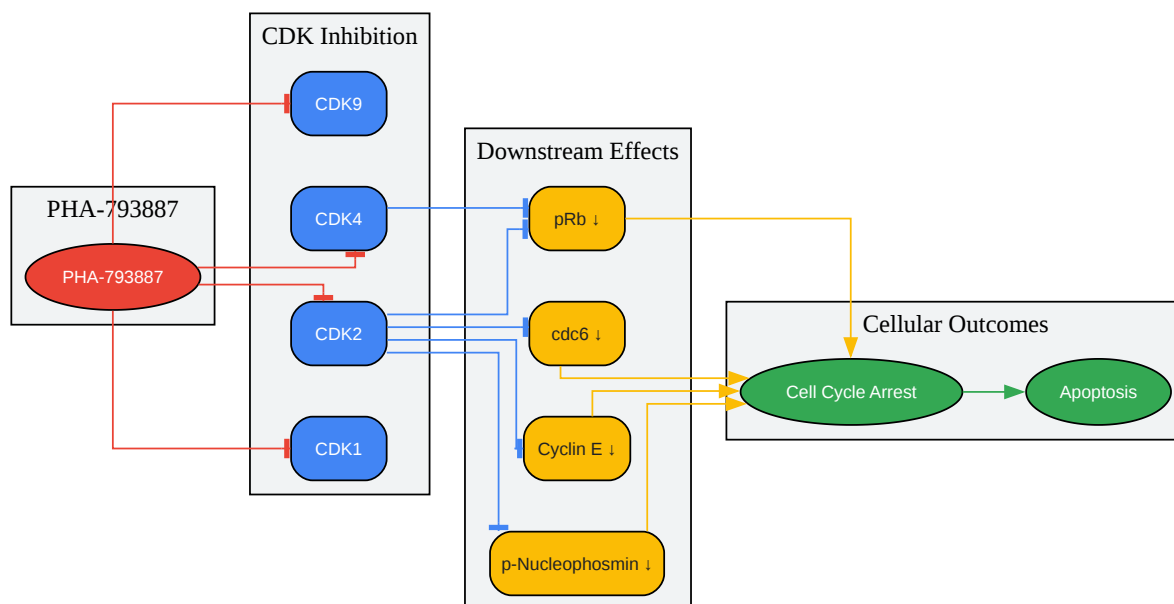 PHA-793887
PHA-793887
CDK Inhibition
CDK9
CDK4
CDK2
CDK1
Downstream Effects
pRb ↓
cdc6 ↓
Cyclin E ↓
p-Nucleophosmin ↓
Cellular Outcomes
Cell Cycle Arrest
Apoptosis